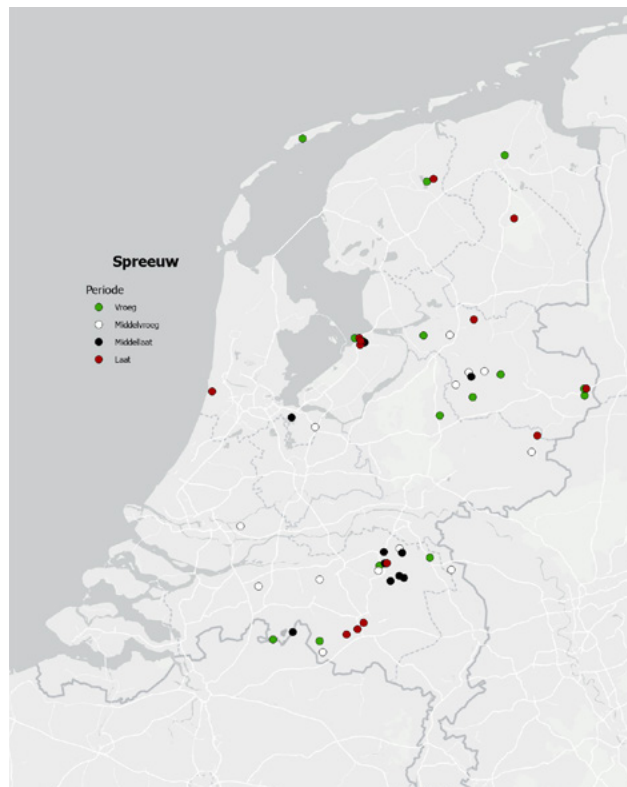 Spreeuw
Periode
Vroeg
Middelvroeg
Middellaat
Laat